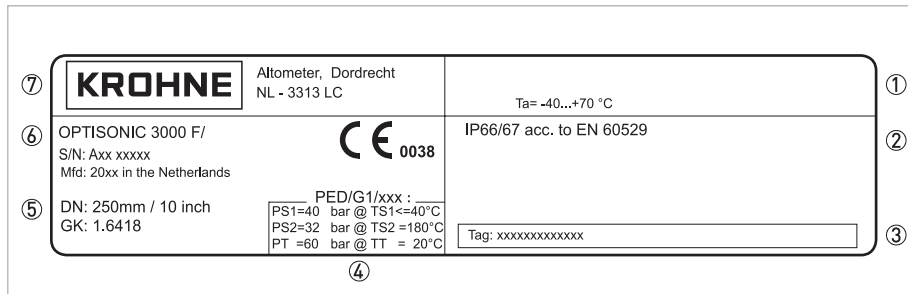 ⑦ KROHNE Altometer, Dordrecht
NL - 3313 LC
Ta= -40...+70 °C ①
⑥ OPTISONIC 3000 F/
S/N: Axx xxxxx
Mfd: 20xx in the Netherlands
CE 0038
IP66/67 acc. to EN 60529 ②
⑤ DN: 250mm / 10 inch
GK: 1.6418
PED/G1/xxx :
PS1=40 bar @ TS1<=40°C
PS2=32 bar @ TS2 =180°C
PT =60 bar @ TT = 20°C
④
Tag: xxxxxxxxxxxxx ③